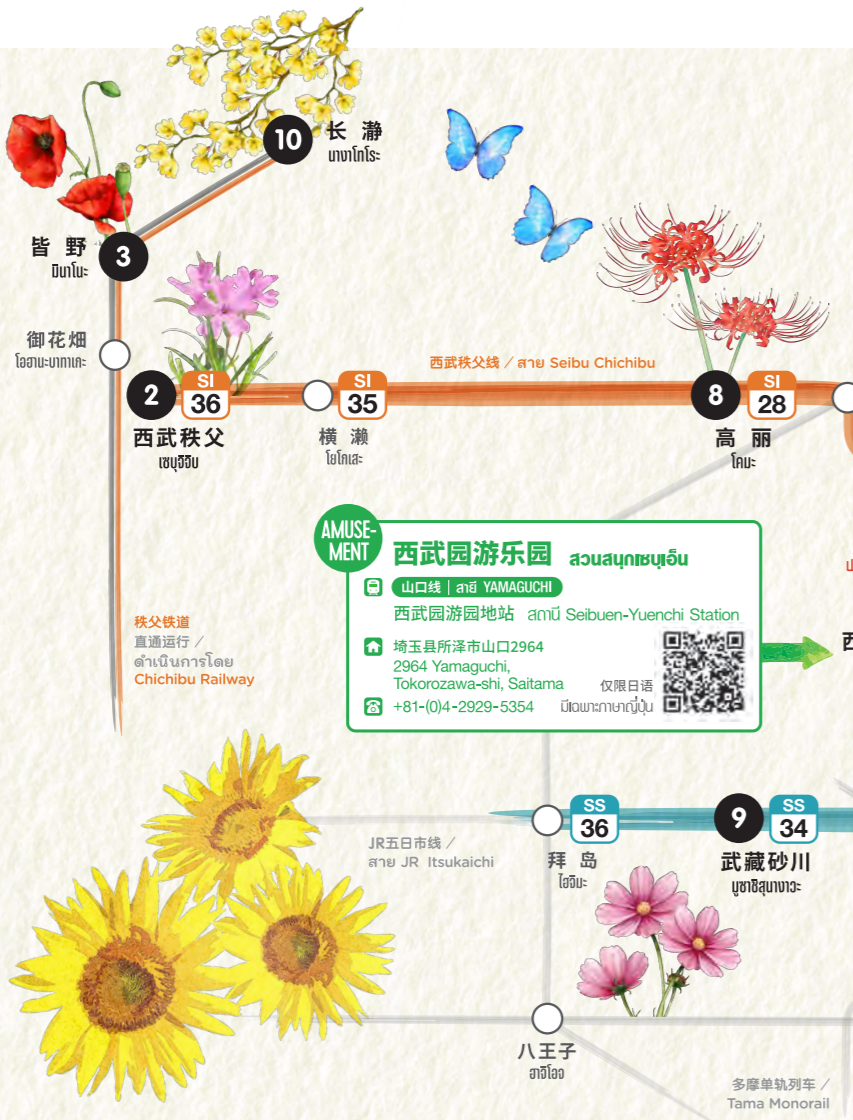 10
长 瀞
นางาโทโระ
皆 野
มินาโนะ
3
御花畑
โอฮานะบาทาเกะ
西武秩父线 / สาย Seibu Chichibu
2
SI
36
SI
35
8
SI
28
西武秩父
เซบุจิจิบุ
横 濑
โยโกเสะ
高 丽
โคมะ
AMUSE-
MENT
西武园游乐园 สวนสนุกเซบุเอ็น
山口线 | สายี YAMAGUCHI
西武园游园地站 สถานี Seibuen-Yuenchi Station
埼玉县所泽市山口2964
2964 Yamaguchi,
Tokorozawa-shi, Saitama
仅限日语
+81-(0)4-2929-5354
มีเฉพาะภาษาญี่ปุ่น
西
秩父铁道
直通运行 /
ดำเนินการโดย
Chichibu Railway
JR五日市线 /
สาย JR Itsukaichi
SS
36
9
SS
34
拜 岛
ไฮจิมะ
武藏砂川
มูซาชิสุนางาวะ
八王子
ฮาจิโอจ
多摩单轨列车 /
Tama Monorail